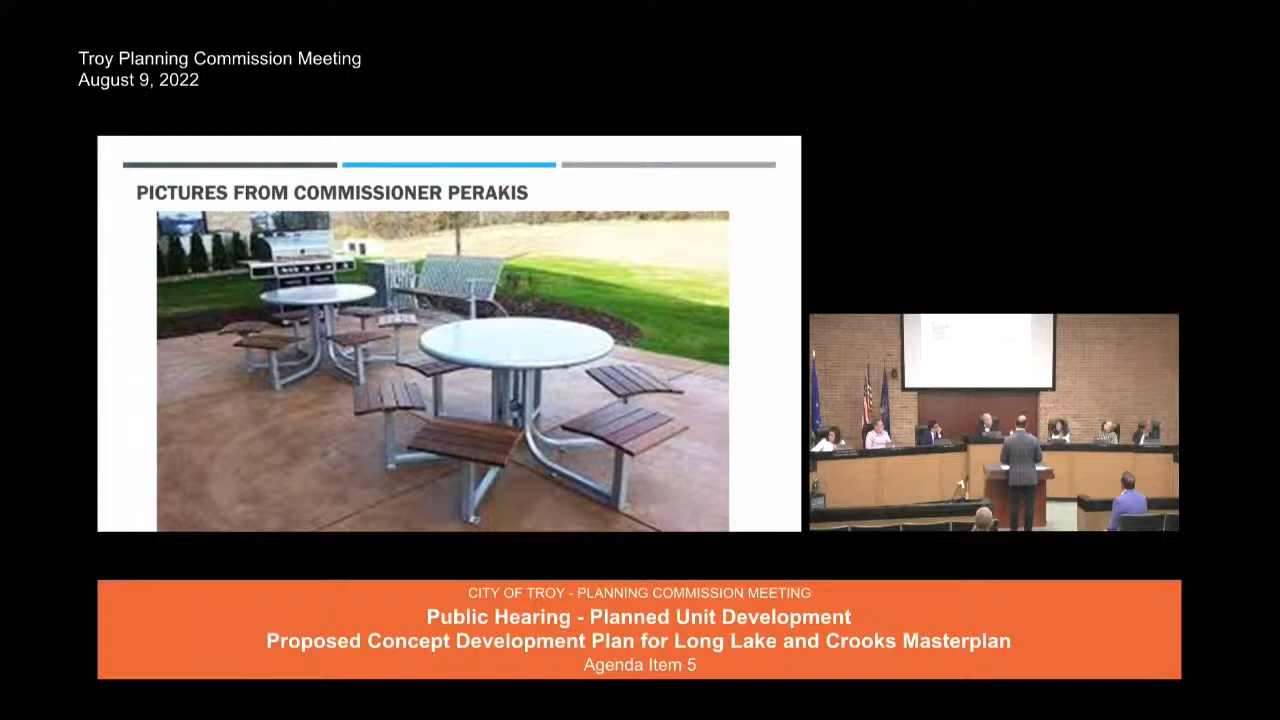 Troy Planning Commission Meeting
August 9, 2022
PICTURES FROM COMMISSIONER PERAKIS
CITY OF TROY - PLANNING COMMISSION MEETING
Public Hearing - Planned Unit Development
Proposed Concept Development Plan for Long Lake and Crooks Masterplan
Agenda Item 5